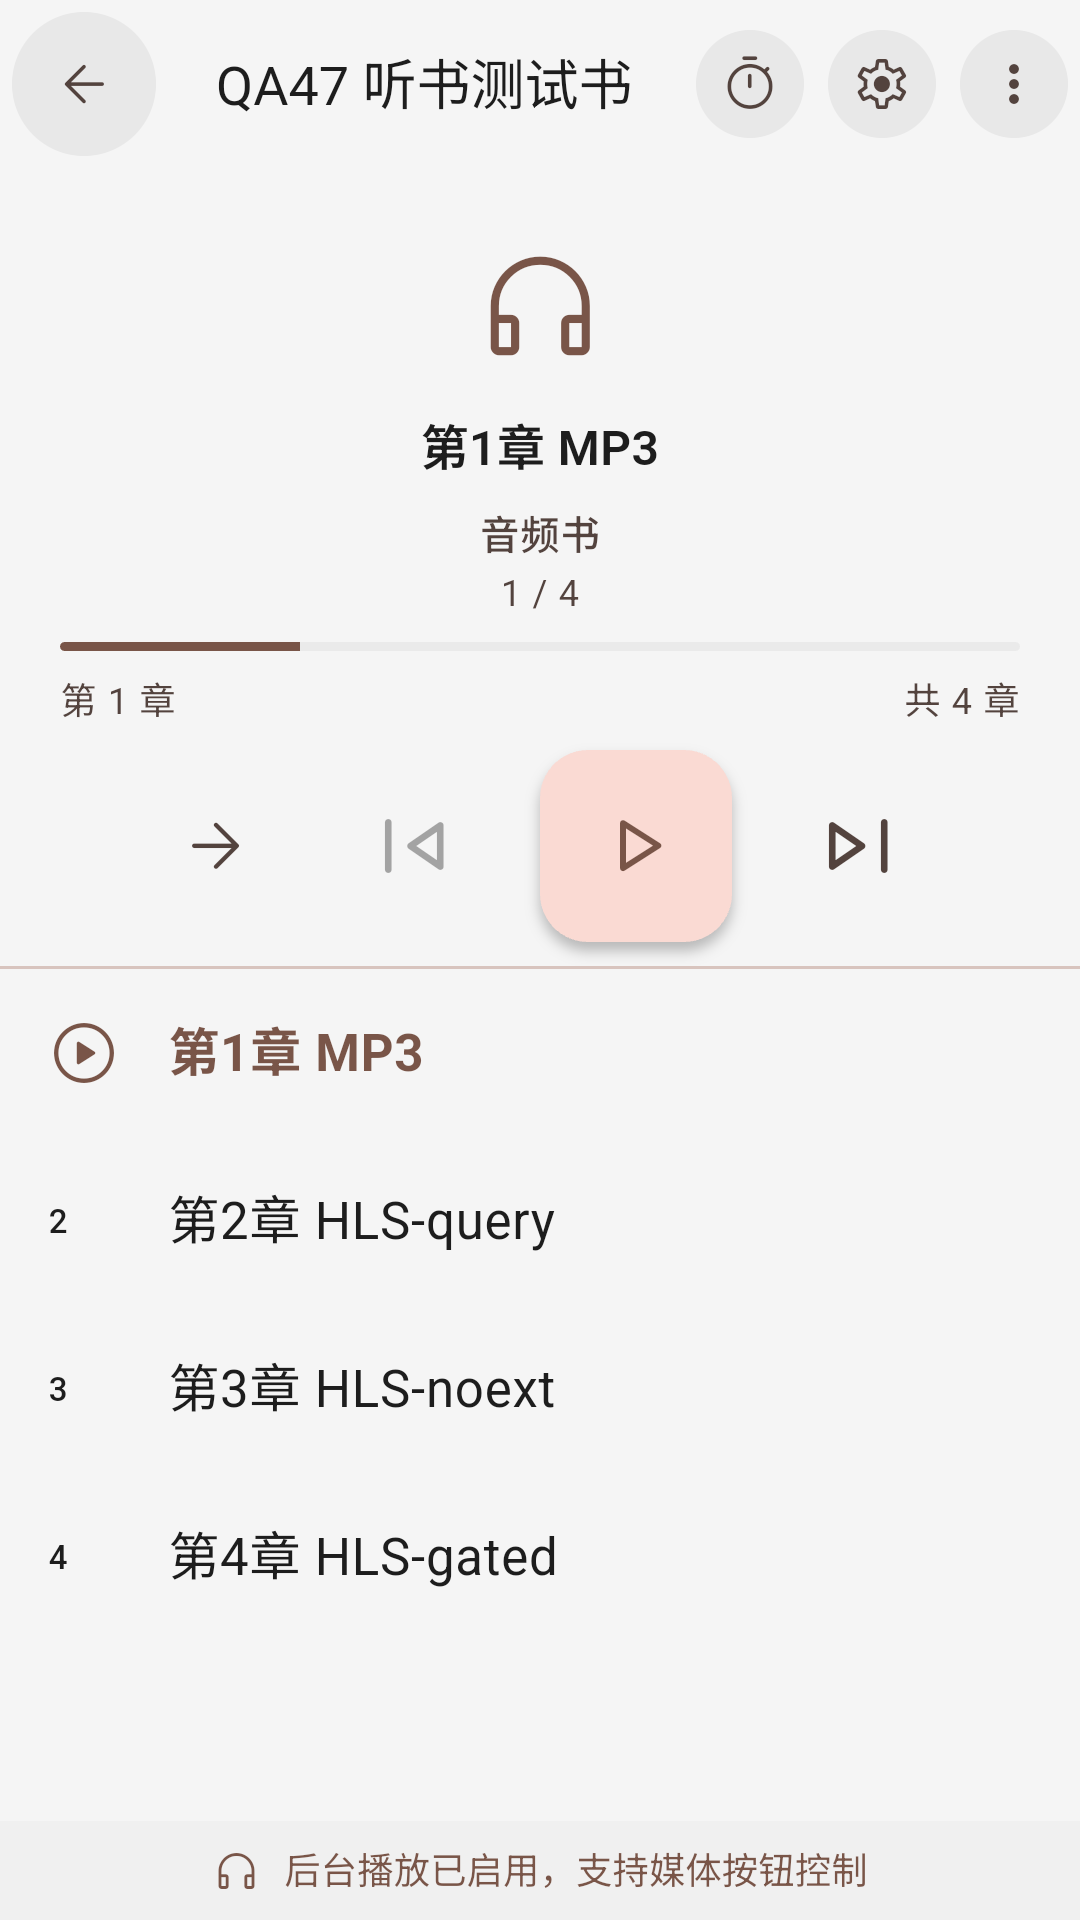 QA47 听书测试书
第1章 MP3
音频书
1 / 4
第 1 章
共 4 章
第1章 MP3
2 第2章 HLS-query
3 第3章 HLS-noext
4 第4章 HLS-gated
后台播放已启用，支持媒体按钮控制